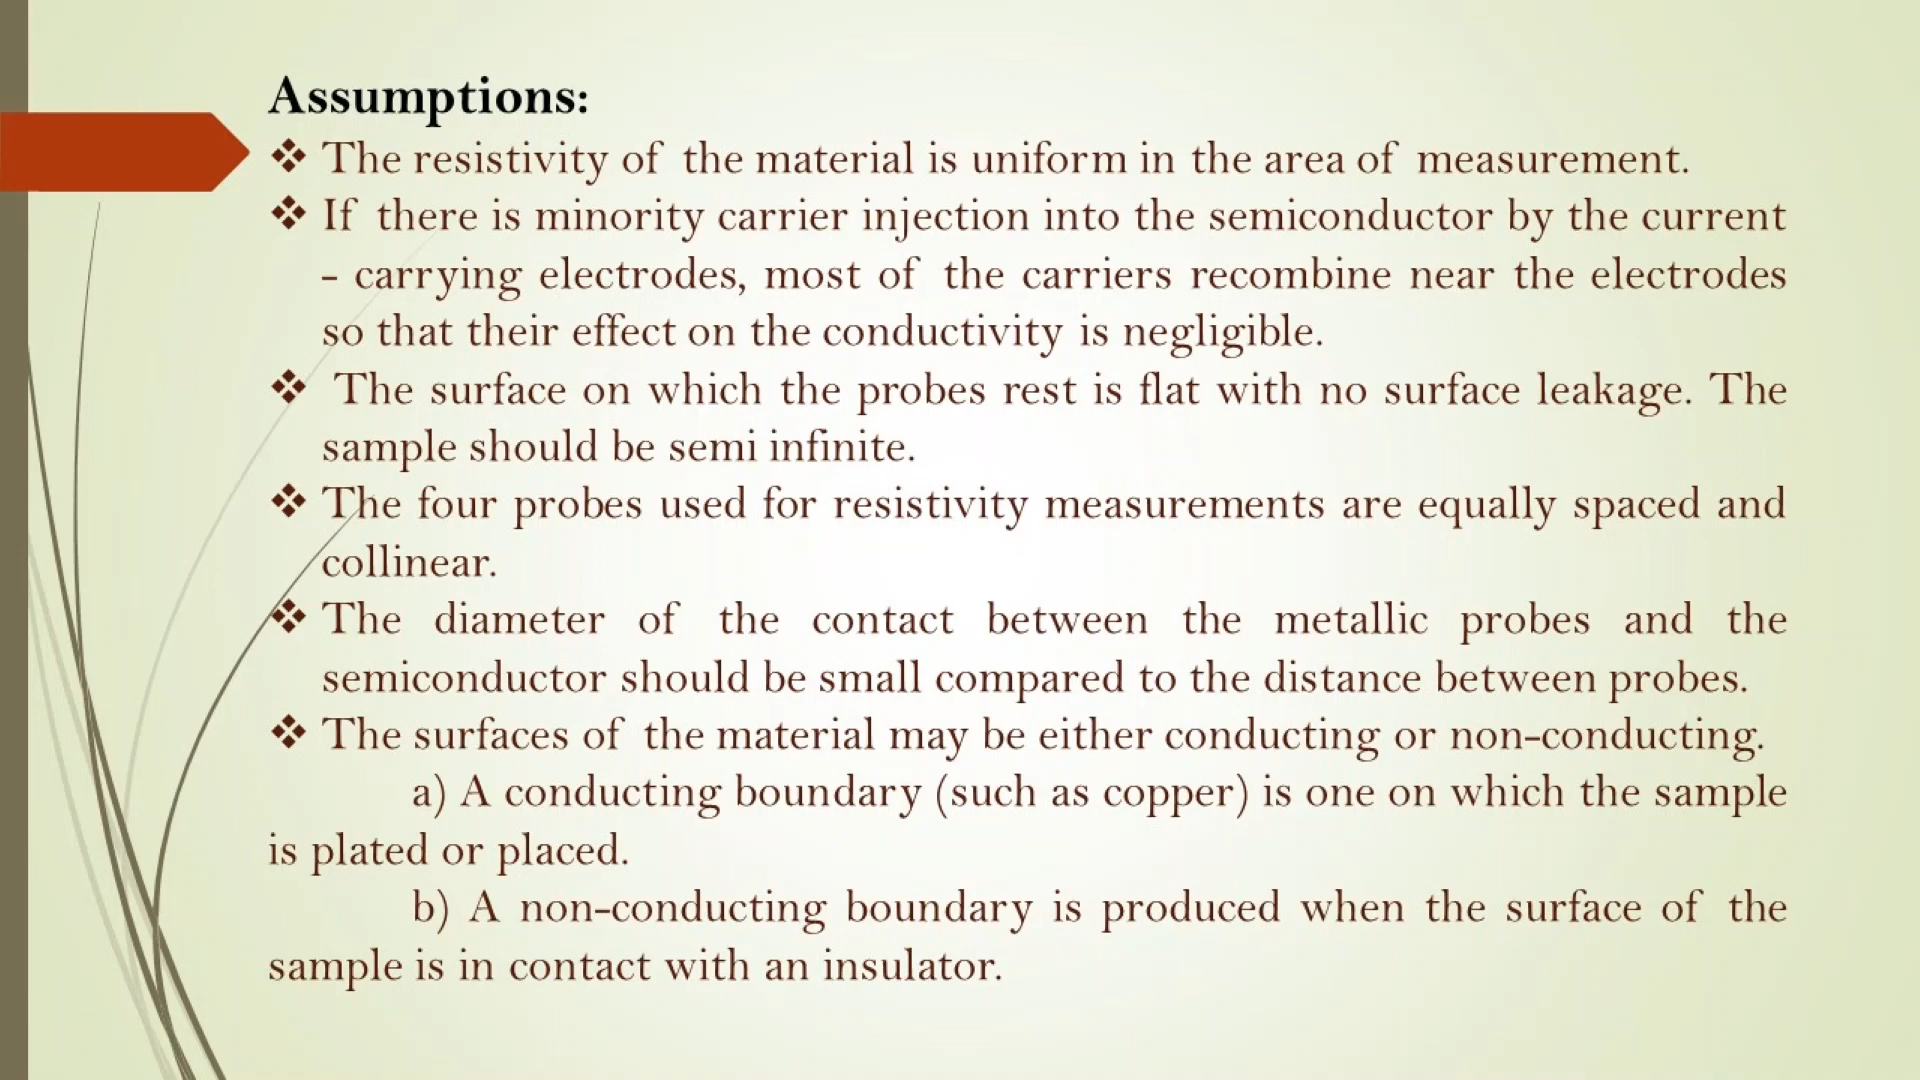 Assumptions:
❖ The resistivity of the material is uniform in the area of measurement.
❖ If there is minority carrier injection into the semiconductor by the current
- carrying electrodes, most of the carriers recombine near the electrodes
so that their effect on the conductivity is negligible.
❖ The surface on which the probes rest is flat with no surface leakage. The
sample should be semi infinite.
❖ The four probes used for resistivity measurements are equally spaced and
collinear.
❖ The diameter of the contact between the metallic probes and the
semiconductor should be small compared to the distance between probes.
❖ The surfaces of the material may be either conducting or non-conducting.
a) A conducting boundary (such as copper) is one on which the sample
is plated or placed.
b) A non-conducting boundary is produced when the surface of the
sample is in contact with an insulator.